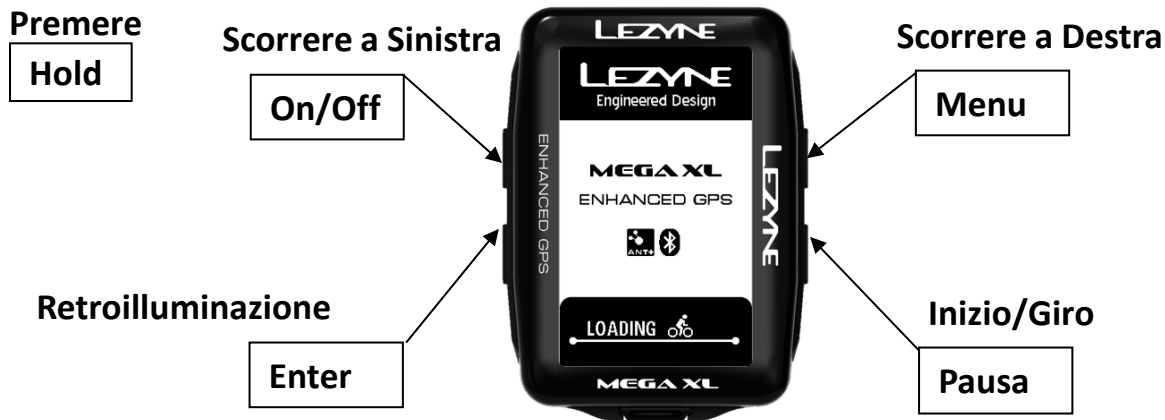 Premere
Hold
Scorrere a Sinistra
On/Off
Scorrere a Destra
Menu
LEZYNE
LEZYNE
Engineered Design
MEGA XL
ENHANCED GPS
ANT+
LOADING
MEGA XL
ENHANCED GPS
LEZYNE
Retroilluminazione
Enter
Inizio/Giro
Pausa